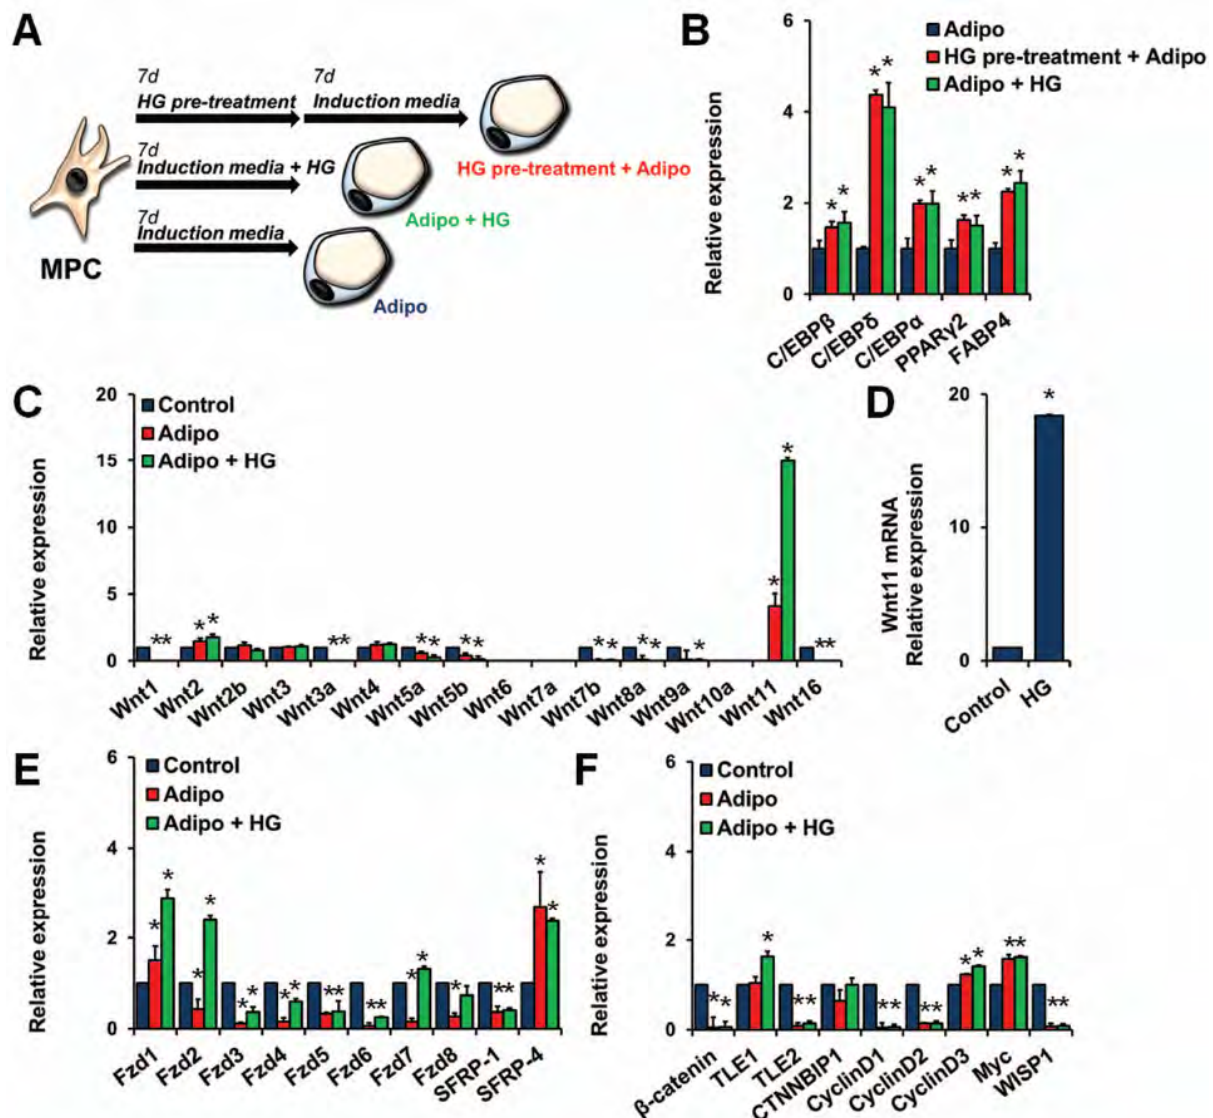 A
7d
HG pre-treatment
7d
Induction media
7d
Induction media + HG
HG pre-treatment + Adipo
7d
Induction media
Adipo + HG
MPC
Adipo
B
Adipo
HG pre-treatment + Adipo
Adipo + HG
Relative expression
6
4
2
0
* * * * * * * * * *
C/EBPβ C/EBPδ C/EBPα PPARγ2 FABP4
C
Control
Adipo
Adipo + HG
Relative expression
20
15
10
5
0
** * * ** * * * * * * * * * * * **
Wnt1 Wnt2 Wnt2b Wnt3 Wnt3a Wnt4 Wnt5a Wnt5b Wnt6 Wnt7a Wnt7b Wnt8a Wnt9a Wnt10a Wnt11 Wnt16
D
Wnt11 mRNA
Relative expression
20
10
0
*
Control HG
E
Control
Adipo
Adipo + HG
Relative expression
6
4
2
0
* * * * * * * * ** ** * * * ** * *
Fzd1 Fzd2 Fzd3 Fzd4 Fzd5 Fzd6 Fzd7 Fzd8 SFRP-1 SFRP-4
F
Control
Adipo
Adipo + HG
Relative expression
6
4
2
0
* * * ** ** ** * * ** **
β-catenin TLE1 TLE2 CTNNBIP1 CyclinD1 CyclinD2 CyclinD3 Myc WISP1